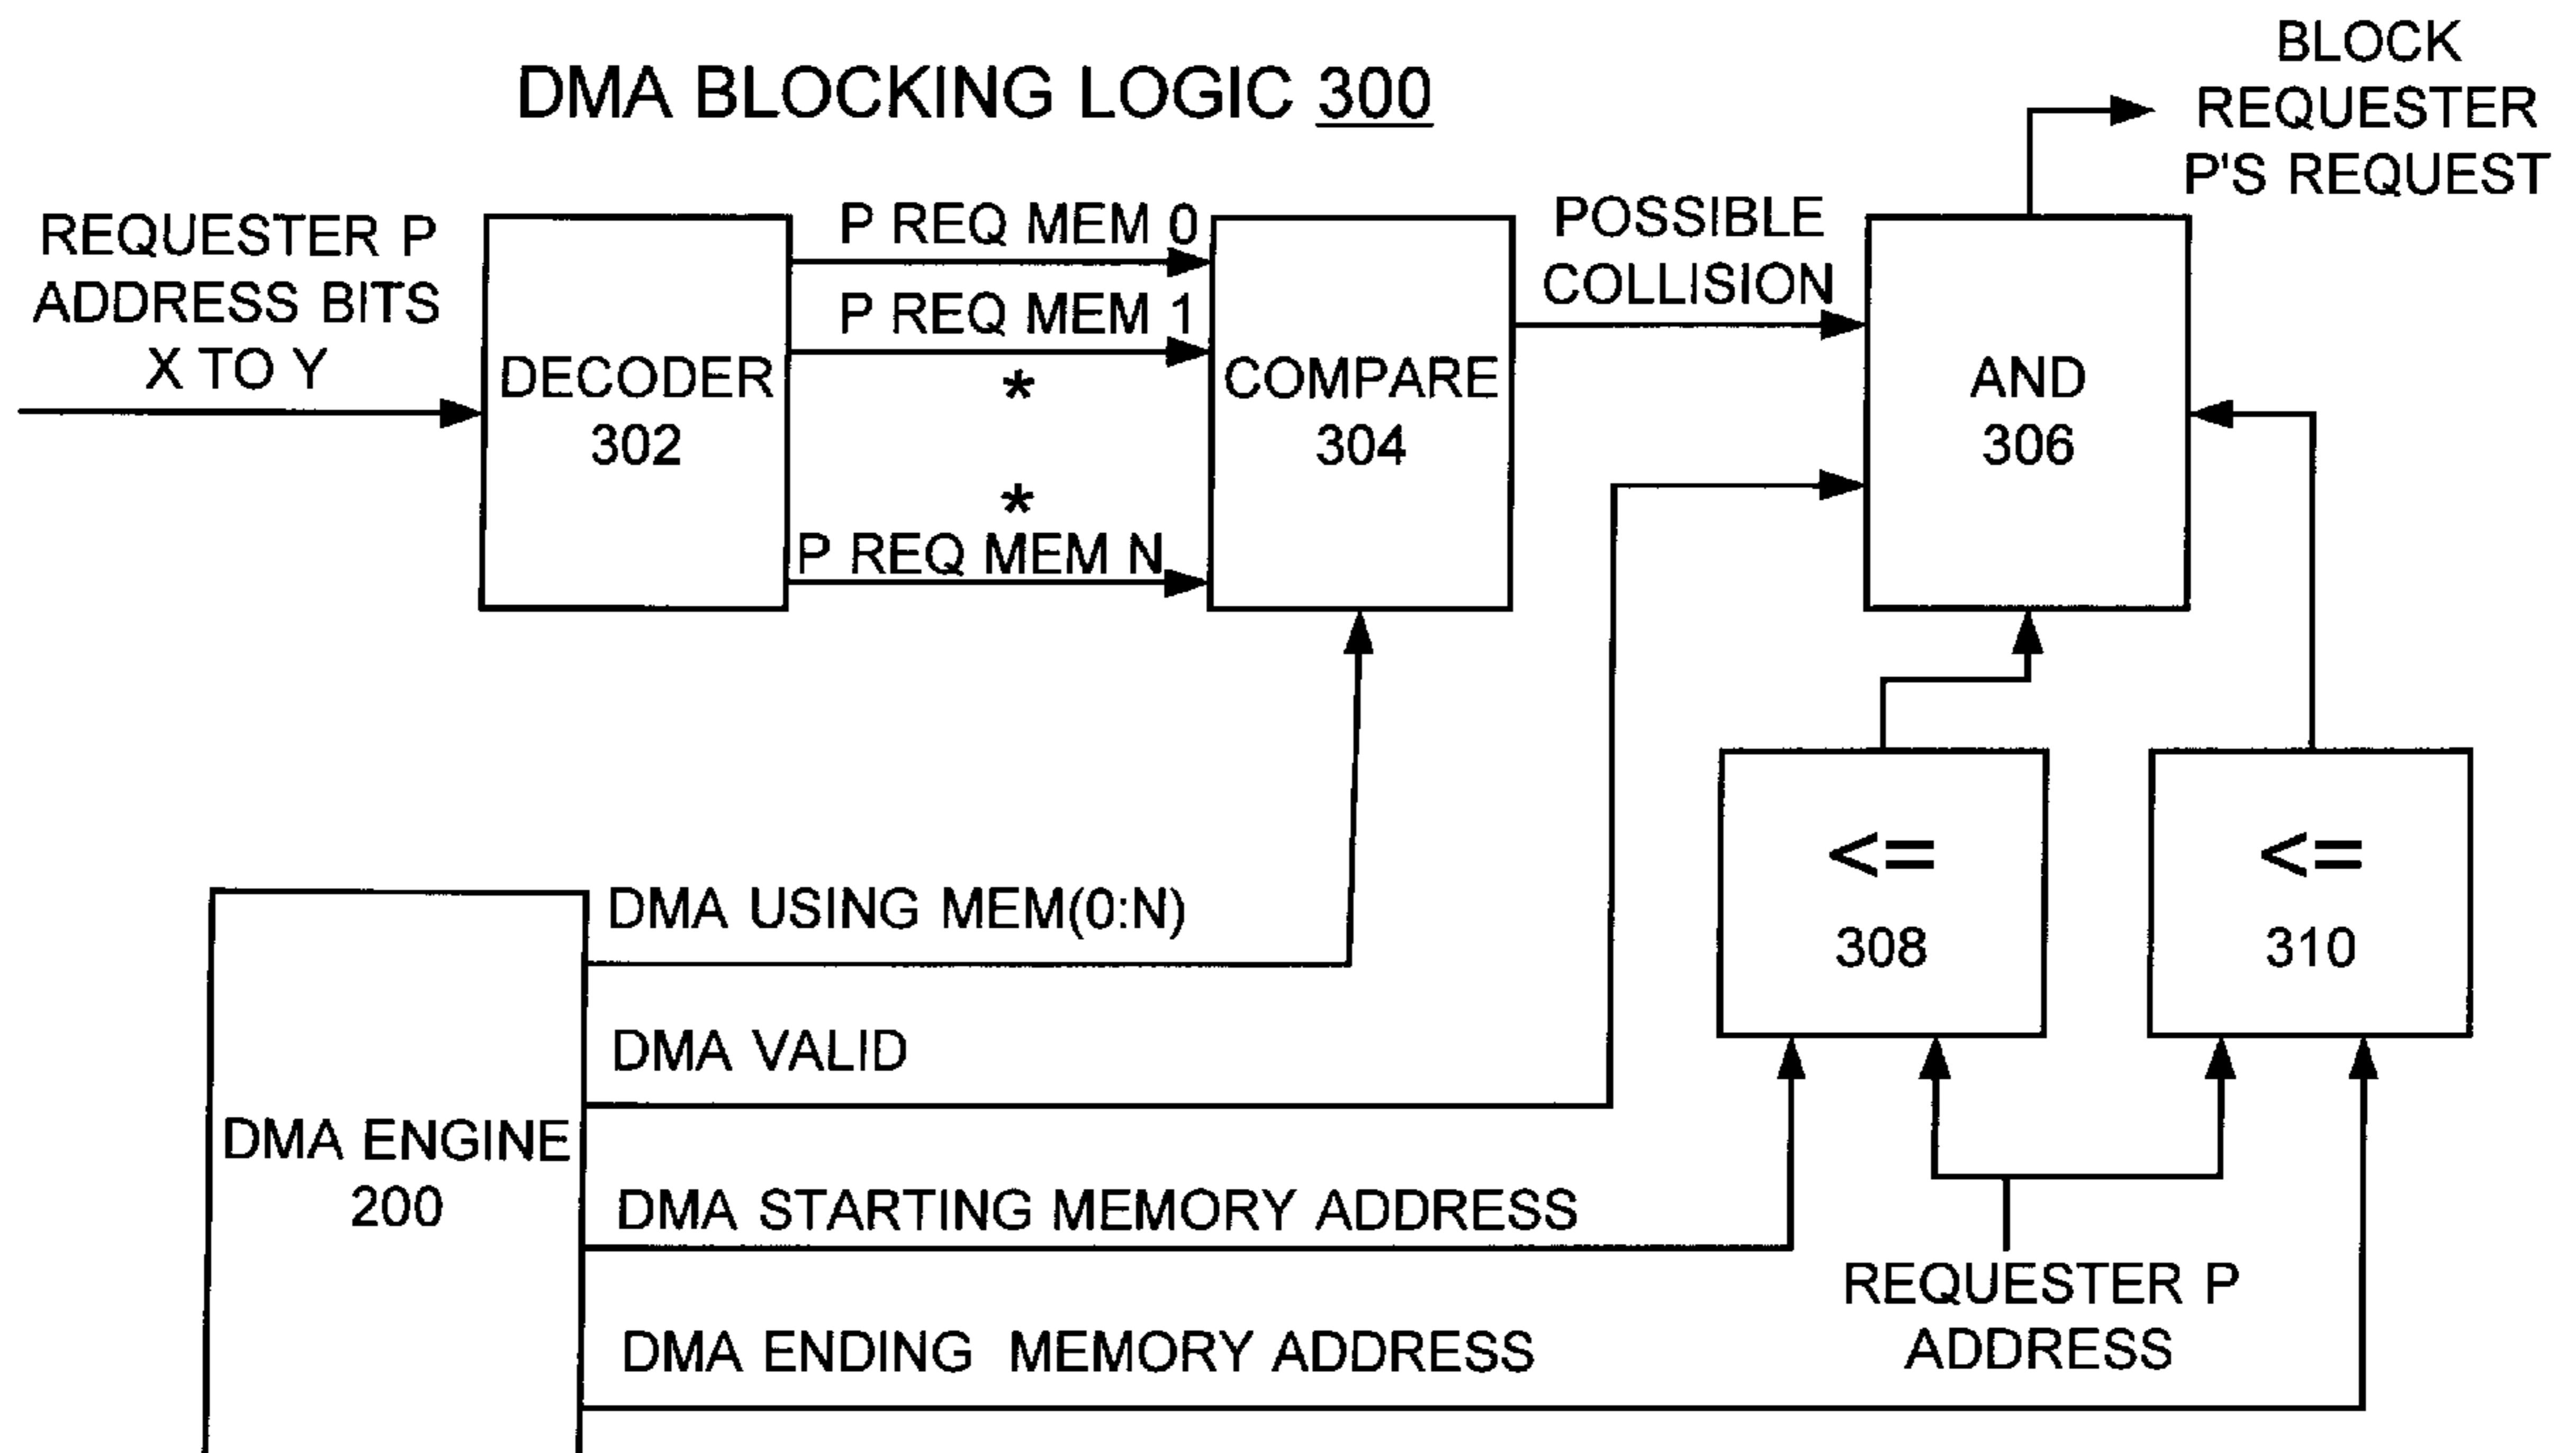 DMA BLOCKING LOGIC 300
BLOCK
REQUESTER
P'S REQUEST
REQUESTER P
ADDRESS BITS
X TO Y
DECODER
302
P REQ MEM 0
P REQ MEM 1
*
*
P REQ MEM N
COMPARE
304
POSSIBLE
COLLISION
AND
306
<=
308
<=
310
DMA ENGINE
200
DMA USING MEM(0:N)
DMA VALID
DMA STARTING MEMORY ADDRESS
DMA ENDING MEMORY ADDRESS
REQUESTER P
ADDRESS